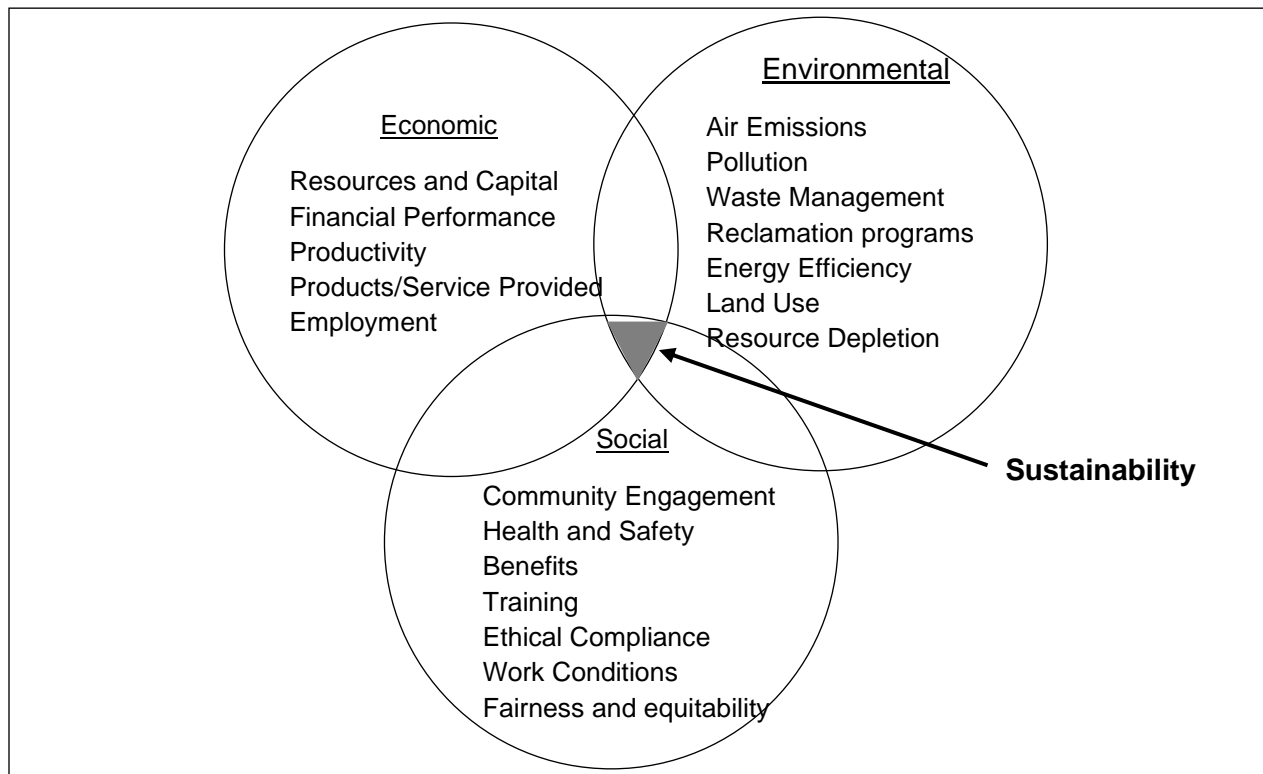 Economic
Resources and Capital
Financial Performance
Productivity
Products/Service Provided
Employment
Environmental
Air Emissions
Pollution
Waste Management
Reclamation programs
Energy Efficiency
Land Use
Resource Depletion
Social
Community Engagement
Health and Safety
Benefits
Training
Ethical Compliance
Work Conditions
Fairness and equitability
Sustainability